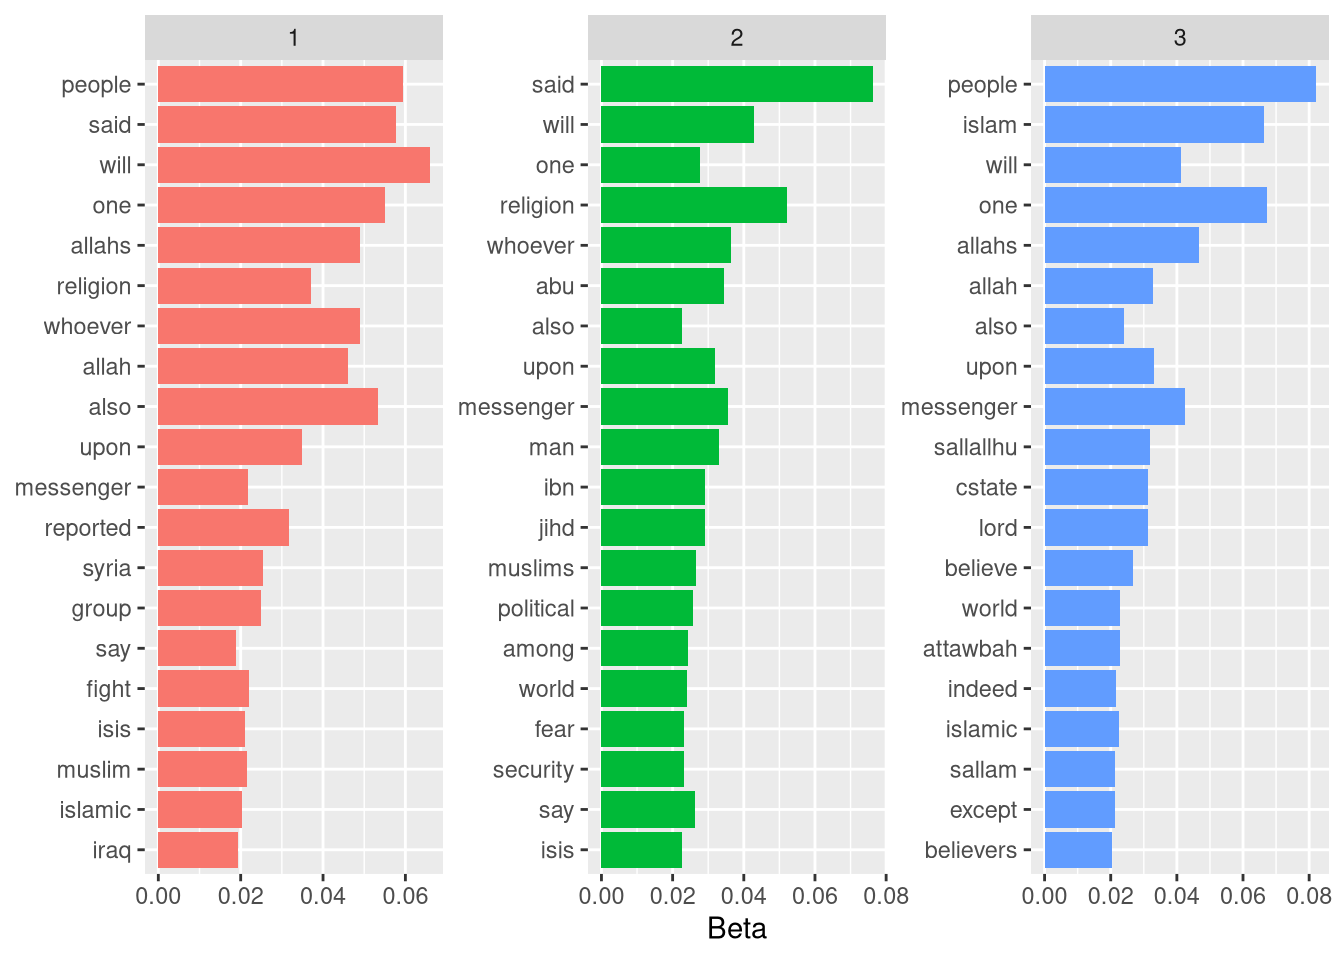 1
people
said
will
one
allahs
religion
whoever
allah
also
upon
messenger
reported
syria
group
say
fight
isis
muslim
islamic
iraq
0.00 0.02 0.04 0.06
2
said
will
one
religion
whoever
abu
also
upon
messenger
man
ibn
jihd
muslims
political
among
world
fear
security
say
isis
0.00 0.02 0.04 0.06 0.08
3
people
islam
will
one
allahs
allah
also
upon
messenger
sallallhu
cstate
lord
believe
world
attawbah
indeed
islamic
sallam
except
believers
0.00 0.02 0.04 0.06 0.08
Beta